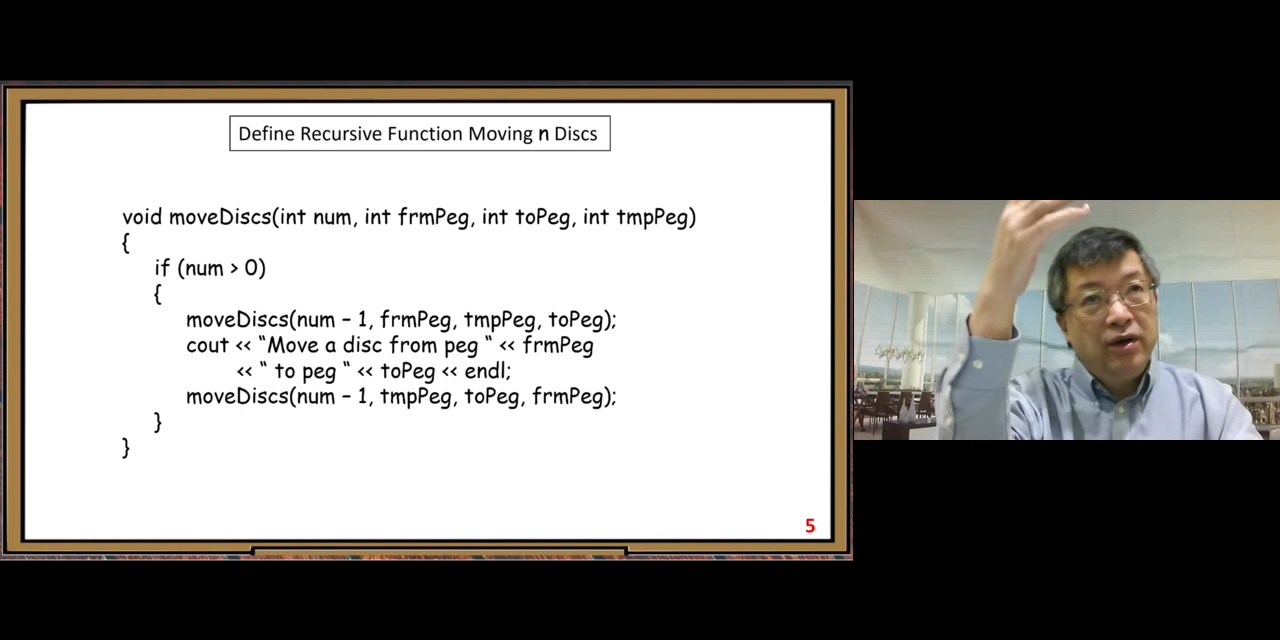 Define Recursive Function Moving n Discs
void moveDiscs(int num, int frmPeg, int toPeg, int tmpPeg)
{
if (num > 0)
{
moveDiscs(num – 1, frmPeg, tmpPeg, toPeg);
cout << “Move a disc from peg “ << frmPeg
<< “ to peg “ << toPeg << endl;
moveDiscs(num – 1, tmpPeg, toPeg, frmPeg);
}
}
5